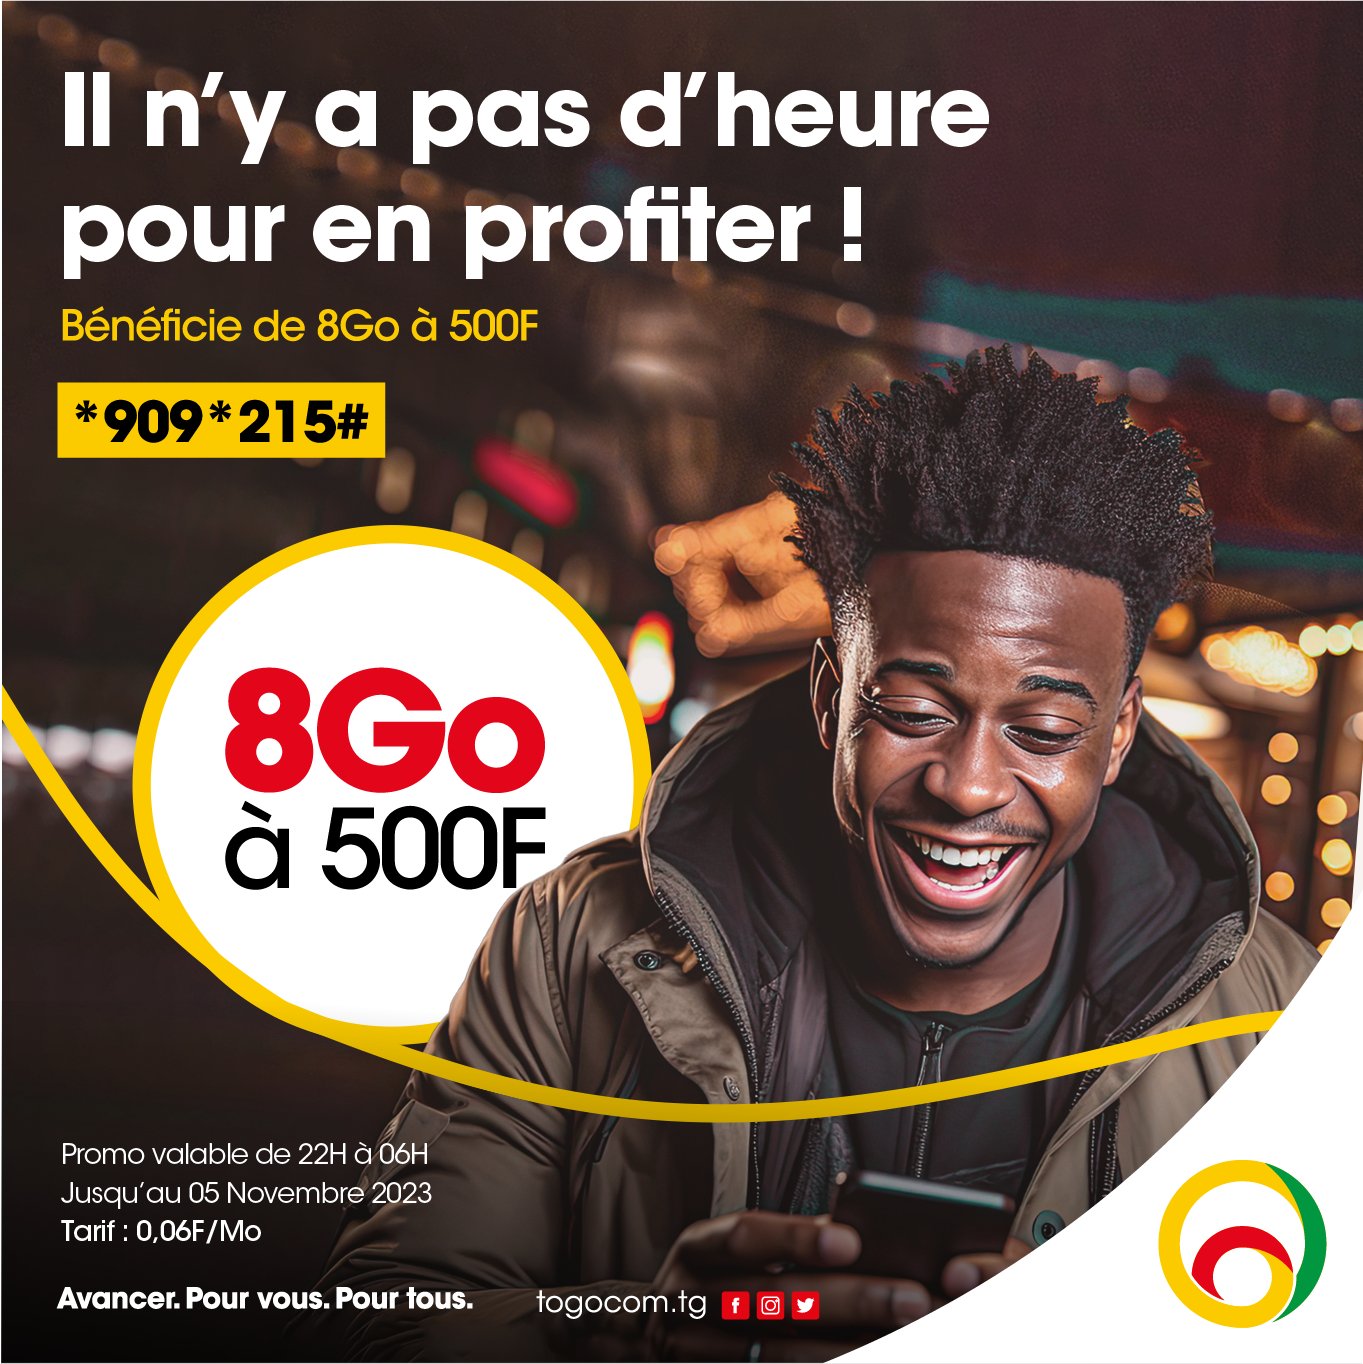 Il n'y a pas d'heure
pour en profiter !
Bénéficie de 8Go à 500F
*909*215#
8Go
à 500F
Promo valable de 22H à 06H
Jusqu'au 05 Novembre 2023
Tarif : 0,06F/Mo
Avancer. Pour vous. Pour tous.
togocom.tg